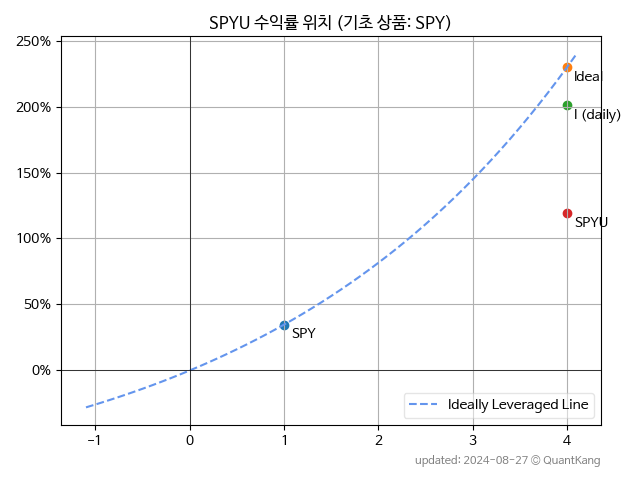 SPYU 수익률 위치 (기초 상품: SPY)
250%
200%
150%
100%
50%
0%
Ideal
I (daily)
SPYU
SPY
Ideally Leveraged Line
−1 0 1 2 3 4
updated: 2024-08-27 © QuantKang